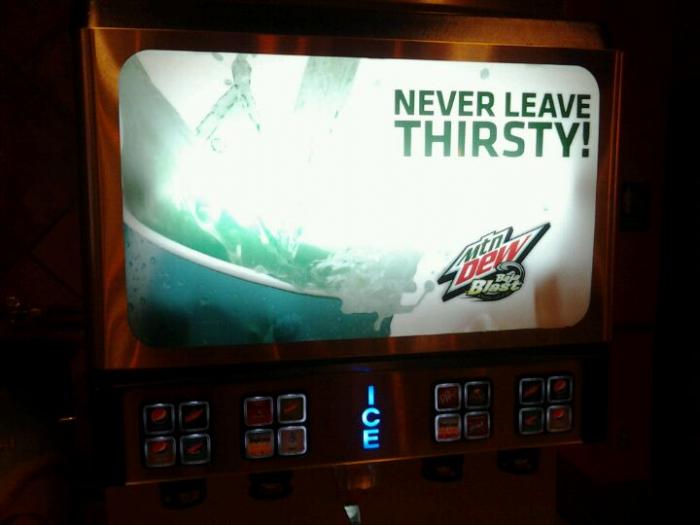 NEVER LEAVE
THIRSTY!
Mtn
DEW
Baja
Blast
ICE